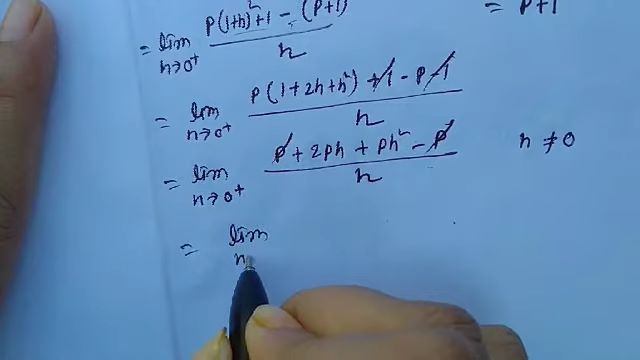 = lim h→0⁺ (p(1+h)²+1 - (p+1))/h = p+1
= lim h→0⁺ (p(1+2h+h²) + 1 - p - 1)/h
= lim h→0⁺ (p + 2ph + ph² - p)/h h ≠ 0
= lim h